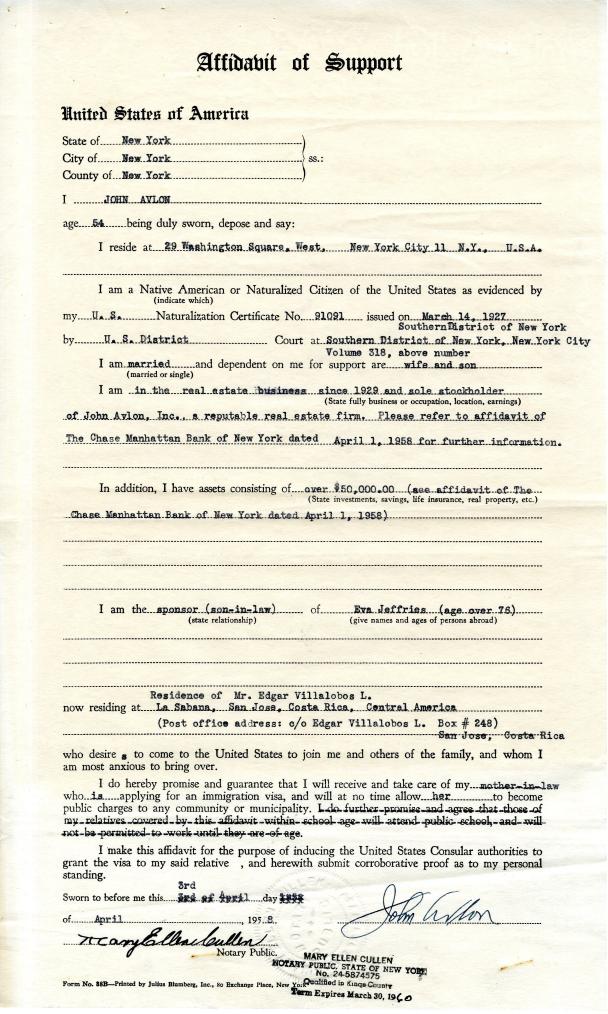 Affidavit of Support
United States of America
State of New York
City of New York ss.:
County of New York
I JOHN AVLON
age 54 being duly sworn, depose and say:
I reside at 29 Washington Square, West, New York City 11 N.Y., U.S.A.
I am a Native American or Naturalized Citizen of the United States as evidenced by
(indicate which)
my U. S. Naturalization Certificate No. 91091 issued on March 14, 1927
Southern District of New York
by U. S. District Court at Southern District of New York, New York City
Volume 318, above number
I am married and dependent on me for support are wife and son
(married or single)
I am in the real estate business since 1929 and sole stockholder
(State fully business or occupation, location, earnings)
of John Avlon, Inc., a reputable real estate firm. Please refer to affidavit of
The Chase Manhattan Bank of New York dated April 1, 1958 for further information.
In addition, I have assets consisting of over $50,000.00 (see affidavit of The
(State investments, savings, life insurance, real property, etc.)
Chase Manhattan Bank of New York dated April 1, 1958)
I am the sponsor (son-in-law) of Eva Jeffries (age over 76)
(state relationship) (give names and ages of persons abroad)
Residence of Mr. Edgar Villalobos L.
now residing at La Sabana, San Jose, Costa Rica, Central America
(Post office address: c/o Edgar Villalobos L. Box # 248)
San Jose, Costa Rica
who desire s to come to the United States to join me and others of the family, and whom I
am most anxious to bring over.
I do hereby promise and guarantee that I will receive and take care of my mother-in-law
who is applying for an immigration visa, and will at no time allow her to become
public charges to any community or municipality. I do further promise and agree that those of
my relatives covered by this affidavit within school age will attend public school, and will
not be permitted to work until they are of age.
I make this affidavit for the purpose of inducing the United States Consular authorities to
grant the visa to my said relative , and herewith submit corroborative proof as to my personal
standing.
3rd
Sworn to before me this 3rd of April day 1958
of April , 1958. John Avlon
Mary Ellen Cullen
Notary Public.
MARY ELLEN CULLEN
NOTARY PUBLIC, STATE OF NEW YORK
No. 24-5874575
Qualified in Kings County
Term Expires March 30, 1960
Form No. 88B—Printed by Julius Blumberg, Inc., 80 Exchange Place, New York